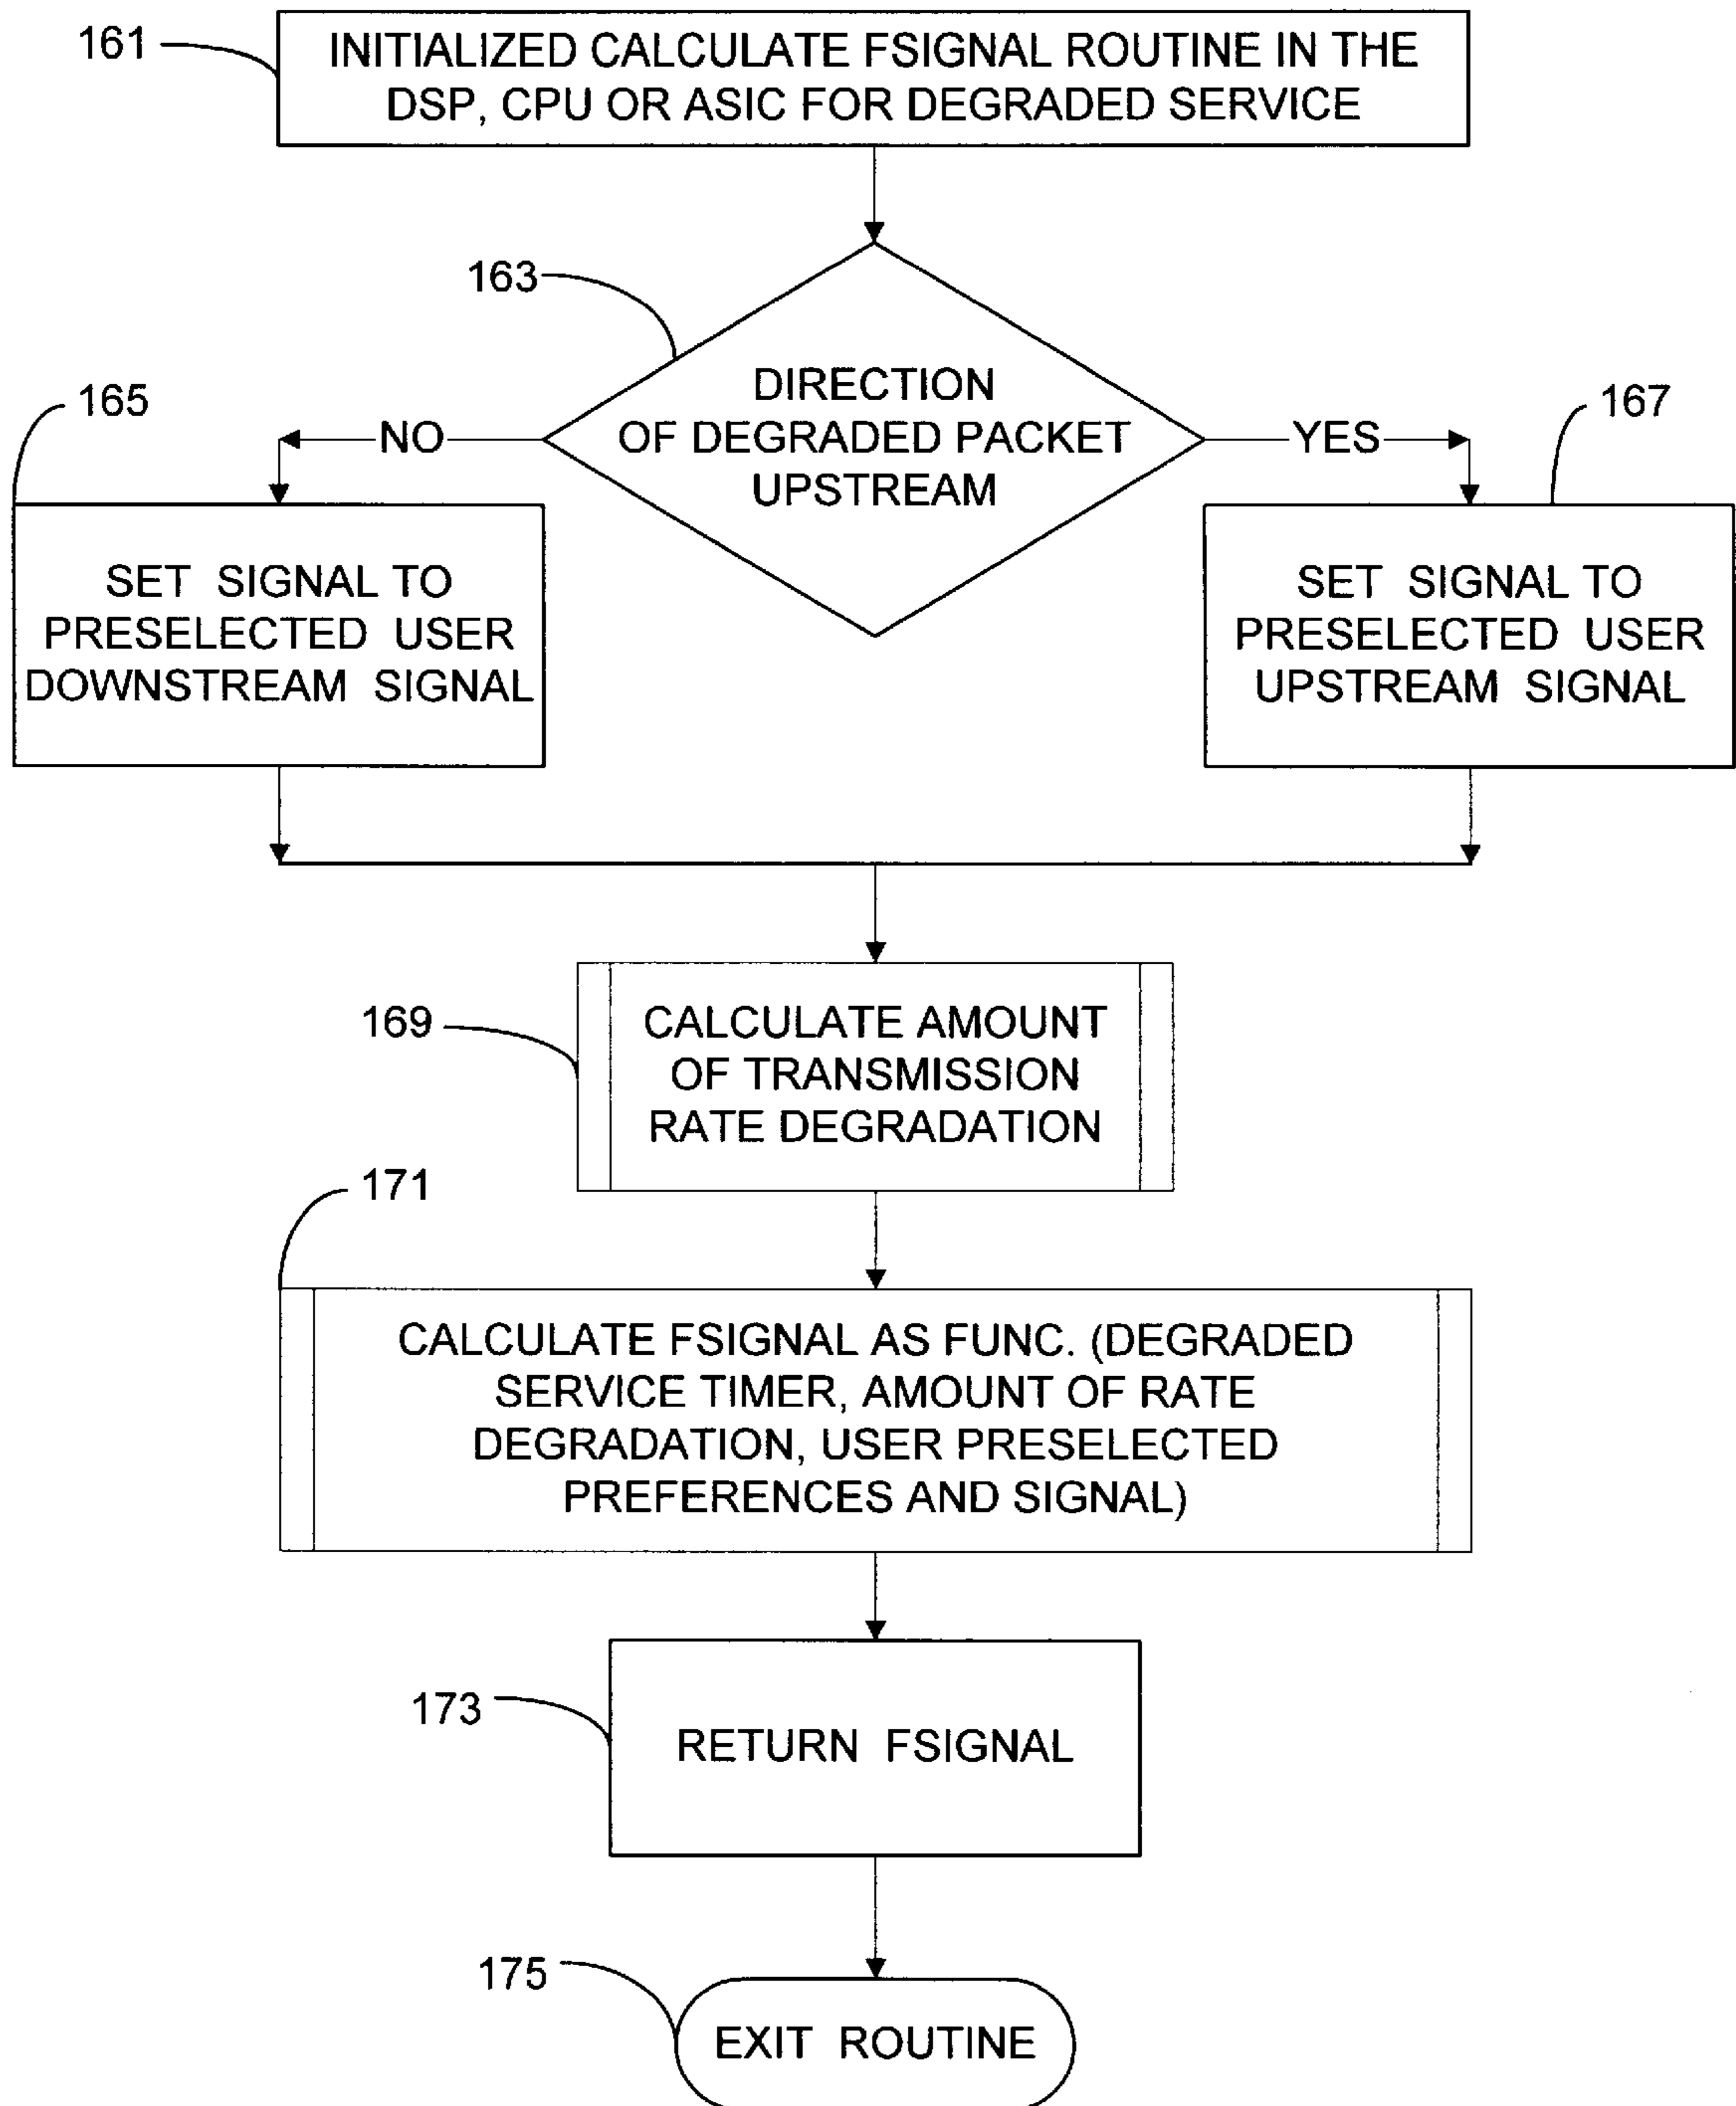 161
INITIALIZED CALCULATE FSIGNAL ROUTINE IN THE
DSP, CPU OR ASIC FOR DEGRADED SERVICE
163
DIRECTION
OF DEGRADED PACKET
UPSTREAM
165
NO
YES
167
SET SIGNAL TO
PRESELECTED USER
DOWNSTREAM SIGNAL
SET SIGNAL TO
PRESELECTED USER
UPSTREAM SIGNAL
169
CALCULATE AMOUNT
OF TRANSMISSION
RATE DEGRADATION
171
CALCULATE FSIGNAL AS FUNC. (DEGRADED
SERVICE TIMER, AMOUNT OF RATE
DEGRADATION, USER PRESELECTED
PREFERENCES AND SIGNAL)
173
RETURN FSIGNAL
175
EXIT ROUTINE